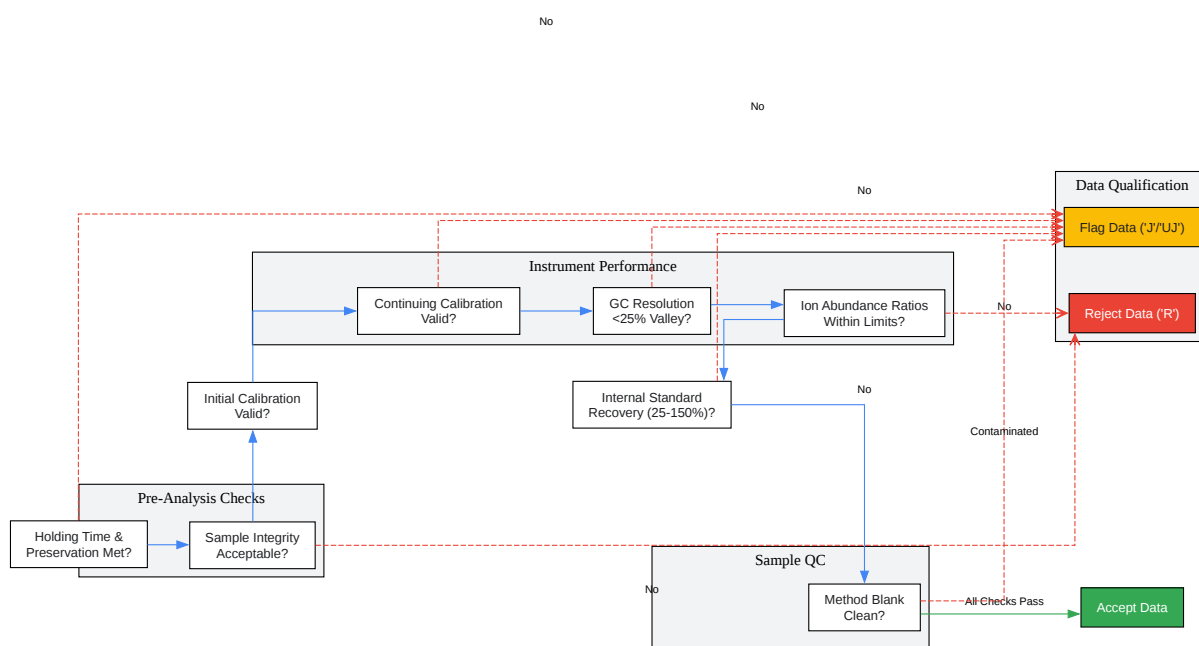 No
No
No
Data Qualification
Flag Data ('J'/'UJ')
Instrument Performance
Continuing Calibration
Valid?
GC Resolution
<25% Valley?
Ion Abundance Ratios
Within Limits?
No
Reject Data ('R')
Initial Calibration
Valid?
Internal Standard
Recovery (25-150%)?
No
Contaminated
Pre-Analysis Checks
Holding Time &
Preservation Met?
Sample Integrity
Acceptable?
Sample QC
No
Method Blank
Clean?
All Checks Pass
Accept Data